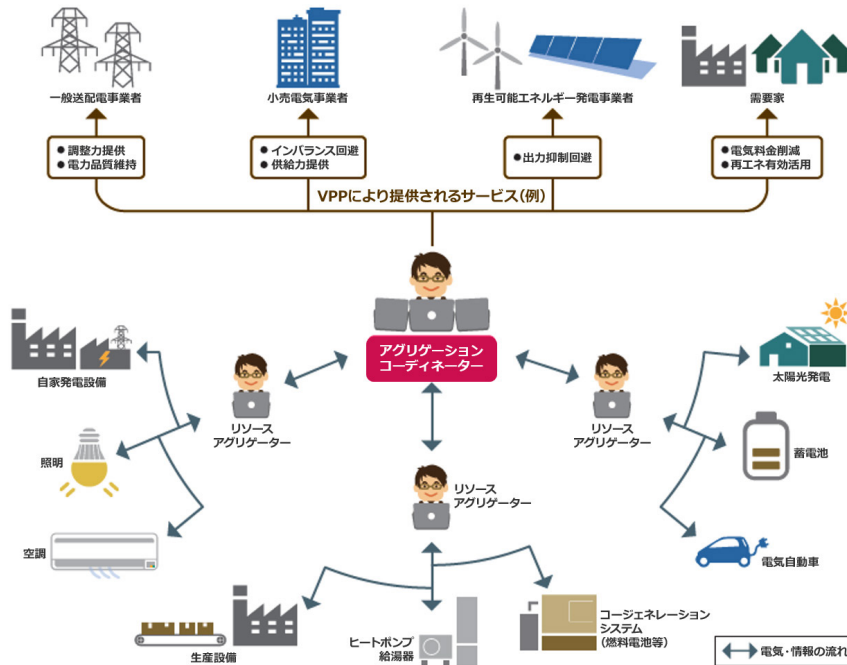 一般送配電事業者
小売電気事業者
再生可能エネルギー発電事業者
需要家
● 調整力提供
● 電力品質維持
● インバランス回避
● 供給力提供
● 出力抑制回避
● 電気料金削減
● 再エネ有効活用
VPPにより提供されるサービス(例)
アグリゲーション
コーディネーター
自家発電設備
リソース
アグリゲーター
リソース
アグリゲーター
太陽光発電
照明
蓄電池
リソース
アグリゲーター
空調
電気自動車
生産設備
ヒートポンプ
給湯器
コージェネレーション
システム
(燃料電池等)
電気・情報の流れ